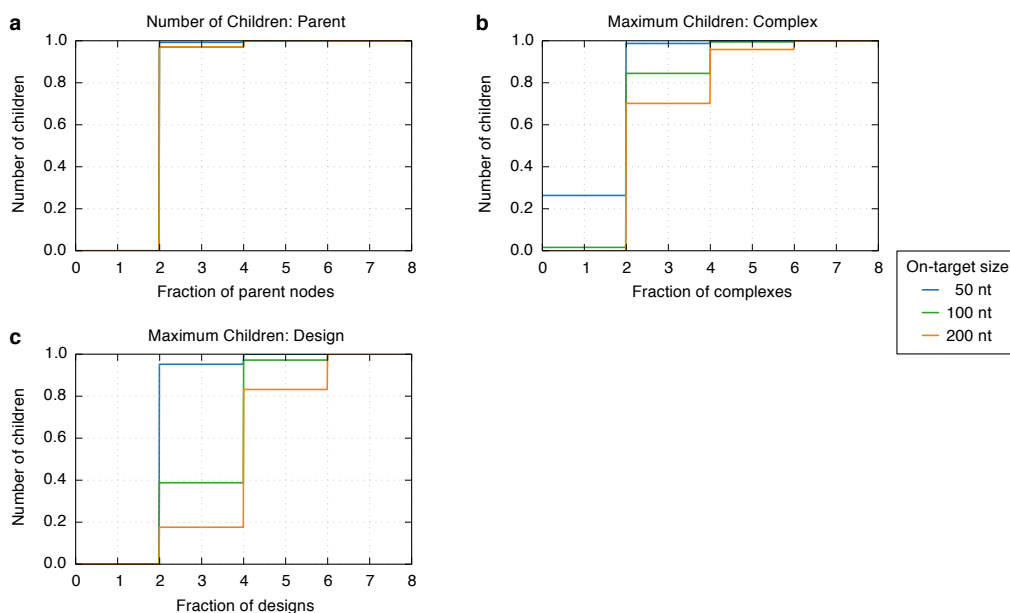 a
Number of Children: Parent
1.0
0.8
0.6
0.4
0.2
0.0
Number of children
0 1 2 3 4 5 6 7 8
Fraction of parent nodes
b
Maximum Children: Complex
1.0
0.8
0.6
0.4
0.2
0.0
Number of children
0 1 2 3 4 5 6 7 8
Fraction of complexes
On-target size
50 nt
100 nt
200 nt
c
Maximum Children: Design
1.0
0.8
0.6
0.4
0.2
0.0
Number of children
0 1 2 3 4 5 6 7 8
Fraction of designs